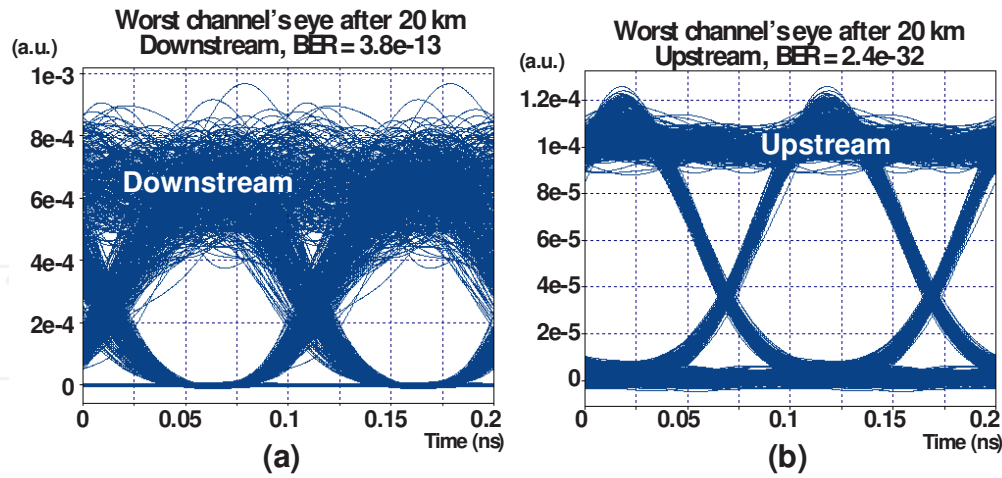 Worst channel's eye after 20 km
Downstream, BER = 3.8e-13
(a.u.)
1e-3
8e-4
6e-4
4e-4
2e-4
0
Downstream
0 0.05 0.1 0.15 0.2
Time (ns)
(a)
Worst channel's eye after 20 km
Upstream, BER = 2.4e-32
(a.u.)
12e-4
10e-4
8e-5
6e-5
4e-5
2e-5
0
Upstream
0 0.05 0.1 0.15 0.2
Time (ns)
(b)